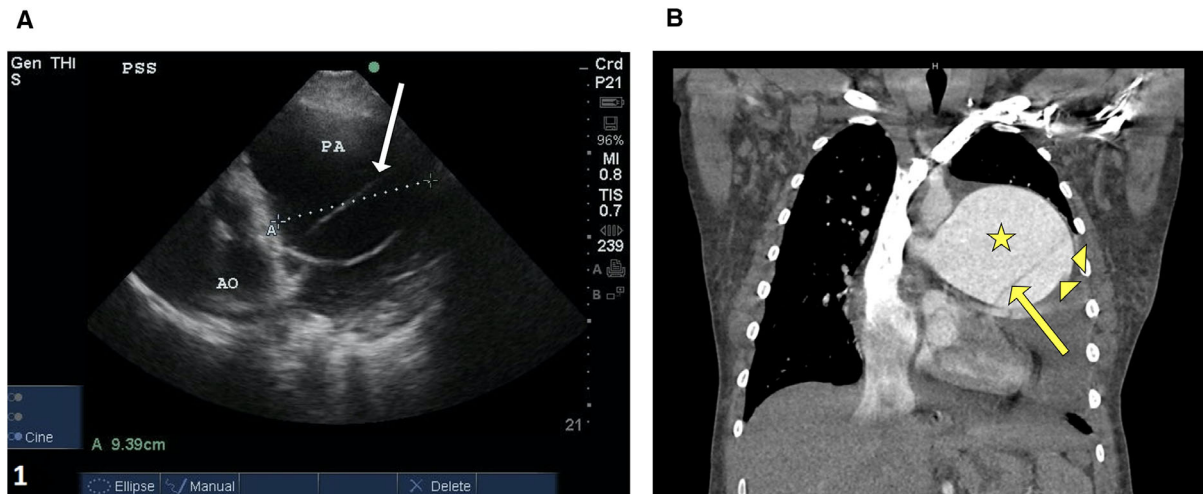 A
B
Gen THI
S
PSS
Crd
P21
96%
MI
0.8
TIS
0.7
239
A
B
PA
A
AO
21
Cine
A 9.39cm
1
Ellipse
Manual
Delete
H